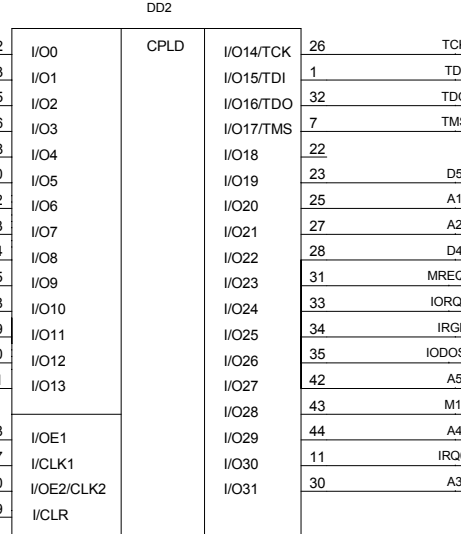 DD2
I/O0 CPLD I/O14/TCK 26 TCK
I/O1 I/O15/TDI 1 TD
I/O2 I/O16/TDO 32 TDO
I/O3 I/O17/TMS 7 TMS
I/O4 I/O18 22
I/O5 I/O19 23 D5
I/O6 I/O20 25 A1
I/O7 I/O21 27 A2
I/O8 I/O22 28 D4
I/O9 I/O23 31 MREQ
I/O10 I/O24 33 IORQ
I/O11 I/O25 34
I/O12 I/O26 35 IODOS
I/O13 I/O27 42 A5
I/O28 43 M1
I/OE1 I/O29 44 A4
I/CLK1 I/O30 11 IRQ
I/OE2/CLK2 I/O31 30 A3
I/CLR